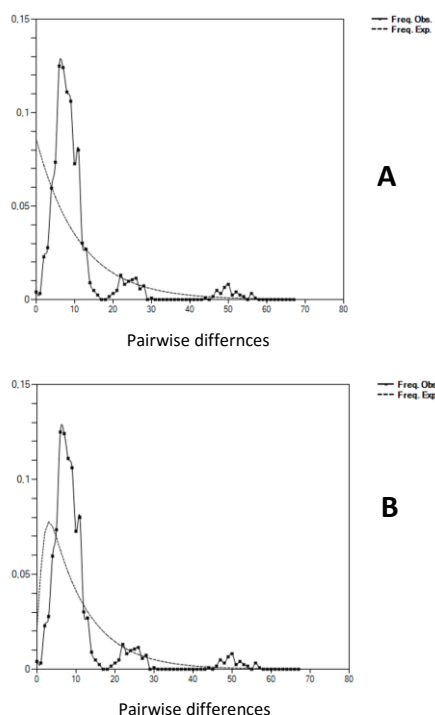 0,15
0,1
0,05
0
0 10 20 30 40 50 60 70 80
Freq. Obs.
Freq. Exp.
A
Pairwise differnces
0,15
0,1
0,05
0
0 10 20 30 40 50 60 70 80
Freq. Obs
Freq. Exp
B
Pairwise differences